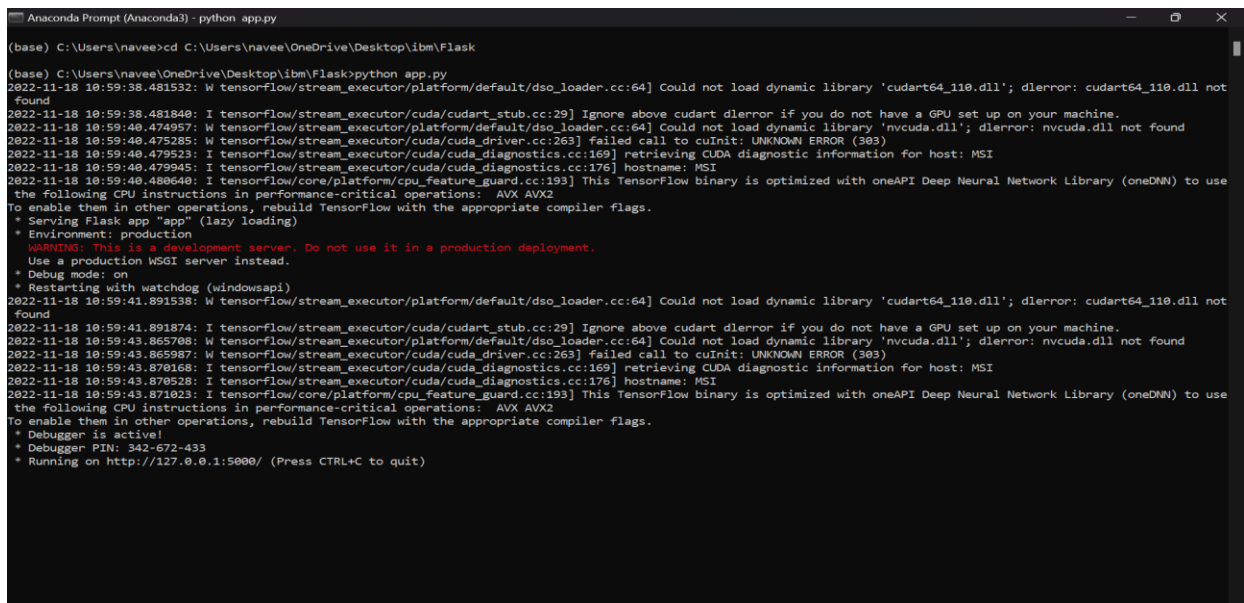 Anaconda Prompt (Anaconda3) - python app.py
(base) C:\Users\navee>cd C:\Users\navee\OneDrive\Desktop\ibm\Flask
(base) C:\Users\navee\OneDrive\Desktop\ibm\Flask>python app.py
2022-11-18 10:59:38.481532: W tensorflow/stream_executor/platform/default/dso_loader.cc:64] Could not load dynamic library 'cudart64_110.dll'; dlerror: cudart64_110.dll not
found
2022-11-18 10:59:38.481840: I tensorflow/stream_executor/cuda/cudart_stub.cc:29] Ignore above cudart dlerror if you do not have a GPU set up on your machine.
2022-11-18 10:59:40.474957: W tensorflow/stream_executor/platform/default/dso_loader.cc:64] Could not load dynamic library 'nvcuda.dll'; dlerror: nvcuda.dll not found
2022-11-18 10:59:40.475285: W tensorflow/stream_executor/cuda/cuda_driver.cc:263] failed call to cuInit: UNKNOWN ERROR (303)
2022-11-18 10:59:40.479523: I tensorflow/stream_executor/cuda/cuda_diagnostics.cc:169] retrieving CUDA diagnostic information for host: MSI
2022-11-18 10:59:40.479945: I tensorflow/stream_executor/cuda/cuda_diagnostics.cc:176] hostname: MSI
2022-11-18 10:59:40.480640: I tensorflow/core/platform/cpu_feature_guard.cc:193] This TensorFlow binary is optimized with oneAPI Deep Neural Network Library (oneDNN) to use
the following CPU instructions in performance-critical operations:  AVX AVX2
To enable them in other operations, rebuild TensorFlow with the appropriate compiler flags.
* Serving Flask app "app" (lazy loading)
* Environment: production
WARNING: This is a development server. Do not use it in a production deployment.
Use a production WSGI server instead.
* Debug mode: on
* Restarting with watchdog (windowsapi)
2022-11-18 10:59:41.891538: W tensorflow/stream_executor/platform/default/dso_loader.cc:64] Could not load dynamic library 'cudart64_110.dll'; dlerror: cudart64_110.dll not
found
2022-11-18 10:59:41.891874: I tensorflow/stream_executor/cuda/cudart_stub.cc:29] Ignore above cudart dlerror if you do not have a GPU set up on your machine.
2022-11-18 10:59:43.865708: W tensorflow/stream_executor/platform/default/dso_loader.cc:64] Could not load dynamic library 'nvcuda.dll'; dlerror: nvcuda.dll not found
2022-11-18 10:59:43.865987: W tensorflow/stream_executor/cuda/cuda_driver.cc:263] failed call to cuInit: UNKNOWN ERROR (303)
2022-11-18 10:59:43.870168: I tensorflow/stream_executor/cuda/cuda_diagnostics.cc:169] retrieving CUDA diagnostic information for host: MSI
2022-11-18 10:59:43.870528: I tensorflow/stream_executor/cuda/cuda_diagnostics.cc:176] hostname: MSI
2022-11-18 10:59:43.871023: I tensorflow/core/platform/cpu_feature_guard.cc:193] This TensorFlow binary is optimized with oneAPI Deep Neural Network Library (oneDNN) to use
the following CPU instructions in performance-critical operations:  AVX AVX2
To enable them in other operations, rebuild TensorFlow with the appropriate compiler flags.
* Debugger is active!
* Debugger PIN: 342-672-433
* Running on http://127.0.0.1:5000/ (Press CTRL+C to quit)